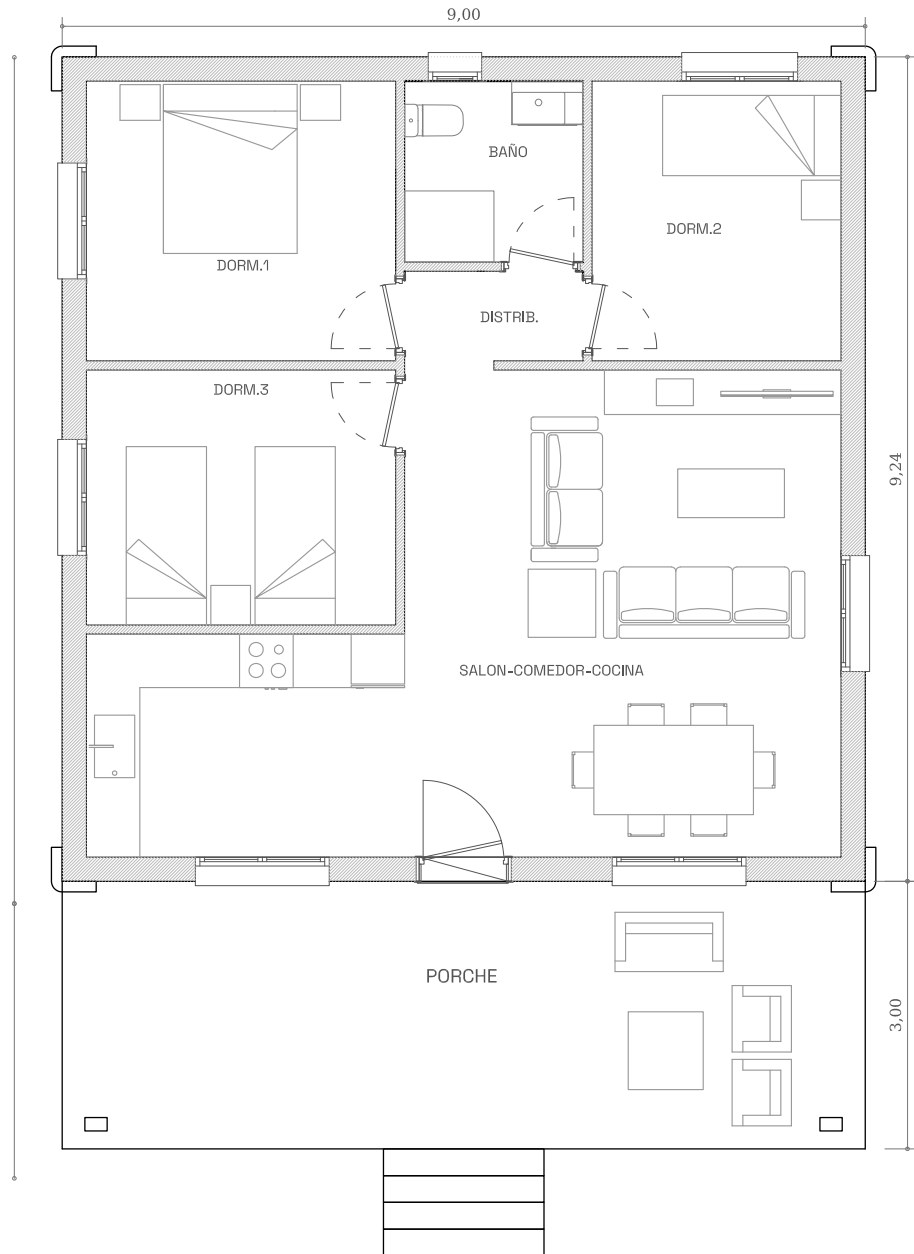 9,00
BAÑO
DORM.2
DORM.1
DISTRIB.
DORM.3
9,24
SALON-COMEDOR-COCINA
PORCHE
3,00